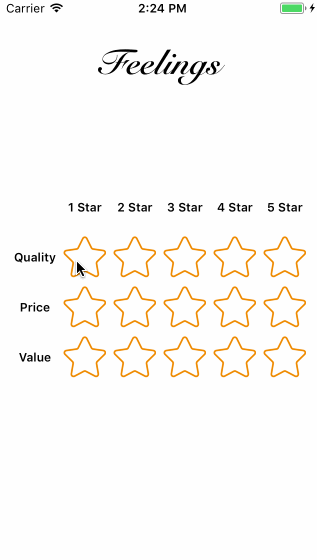 Carrier 2:24 PM
Feelings
1 Star 2 Star 3 Star 4 Star 5 Star
Quality
Price
Value